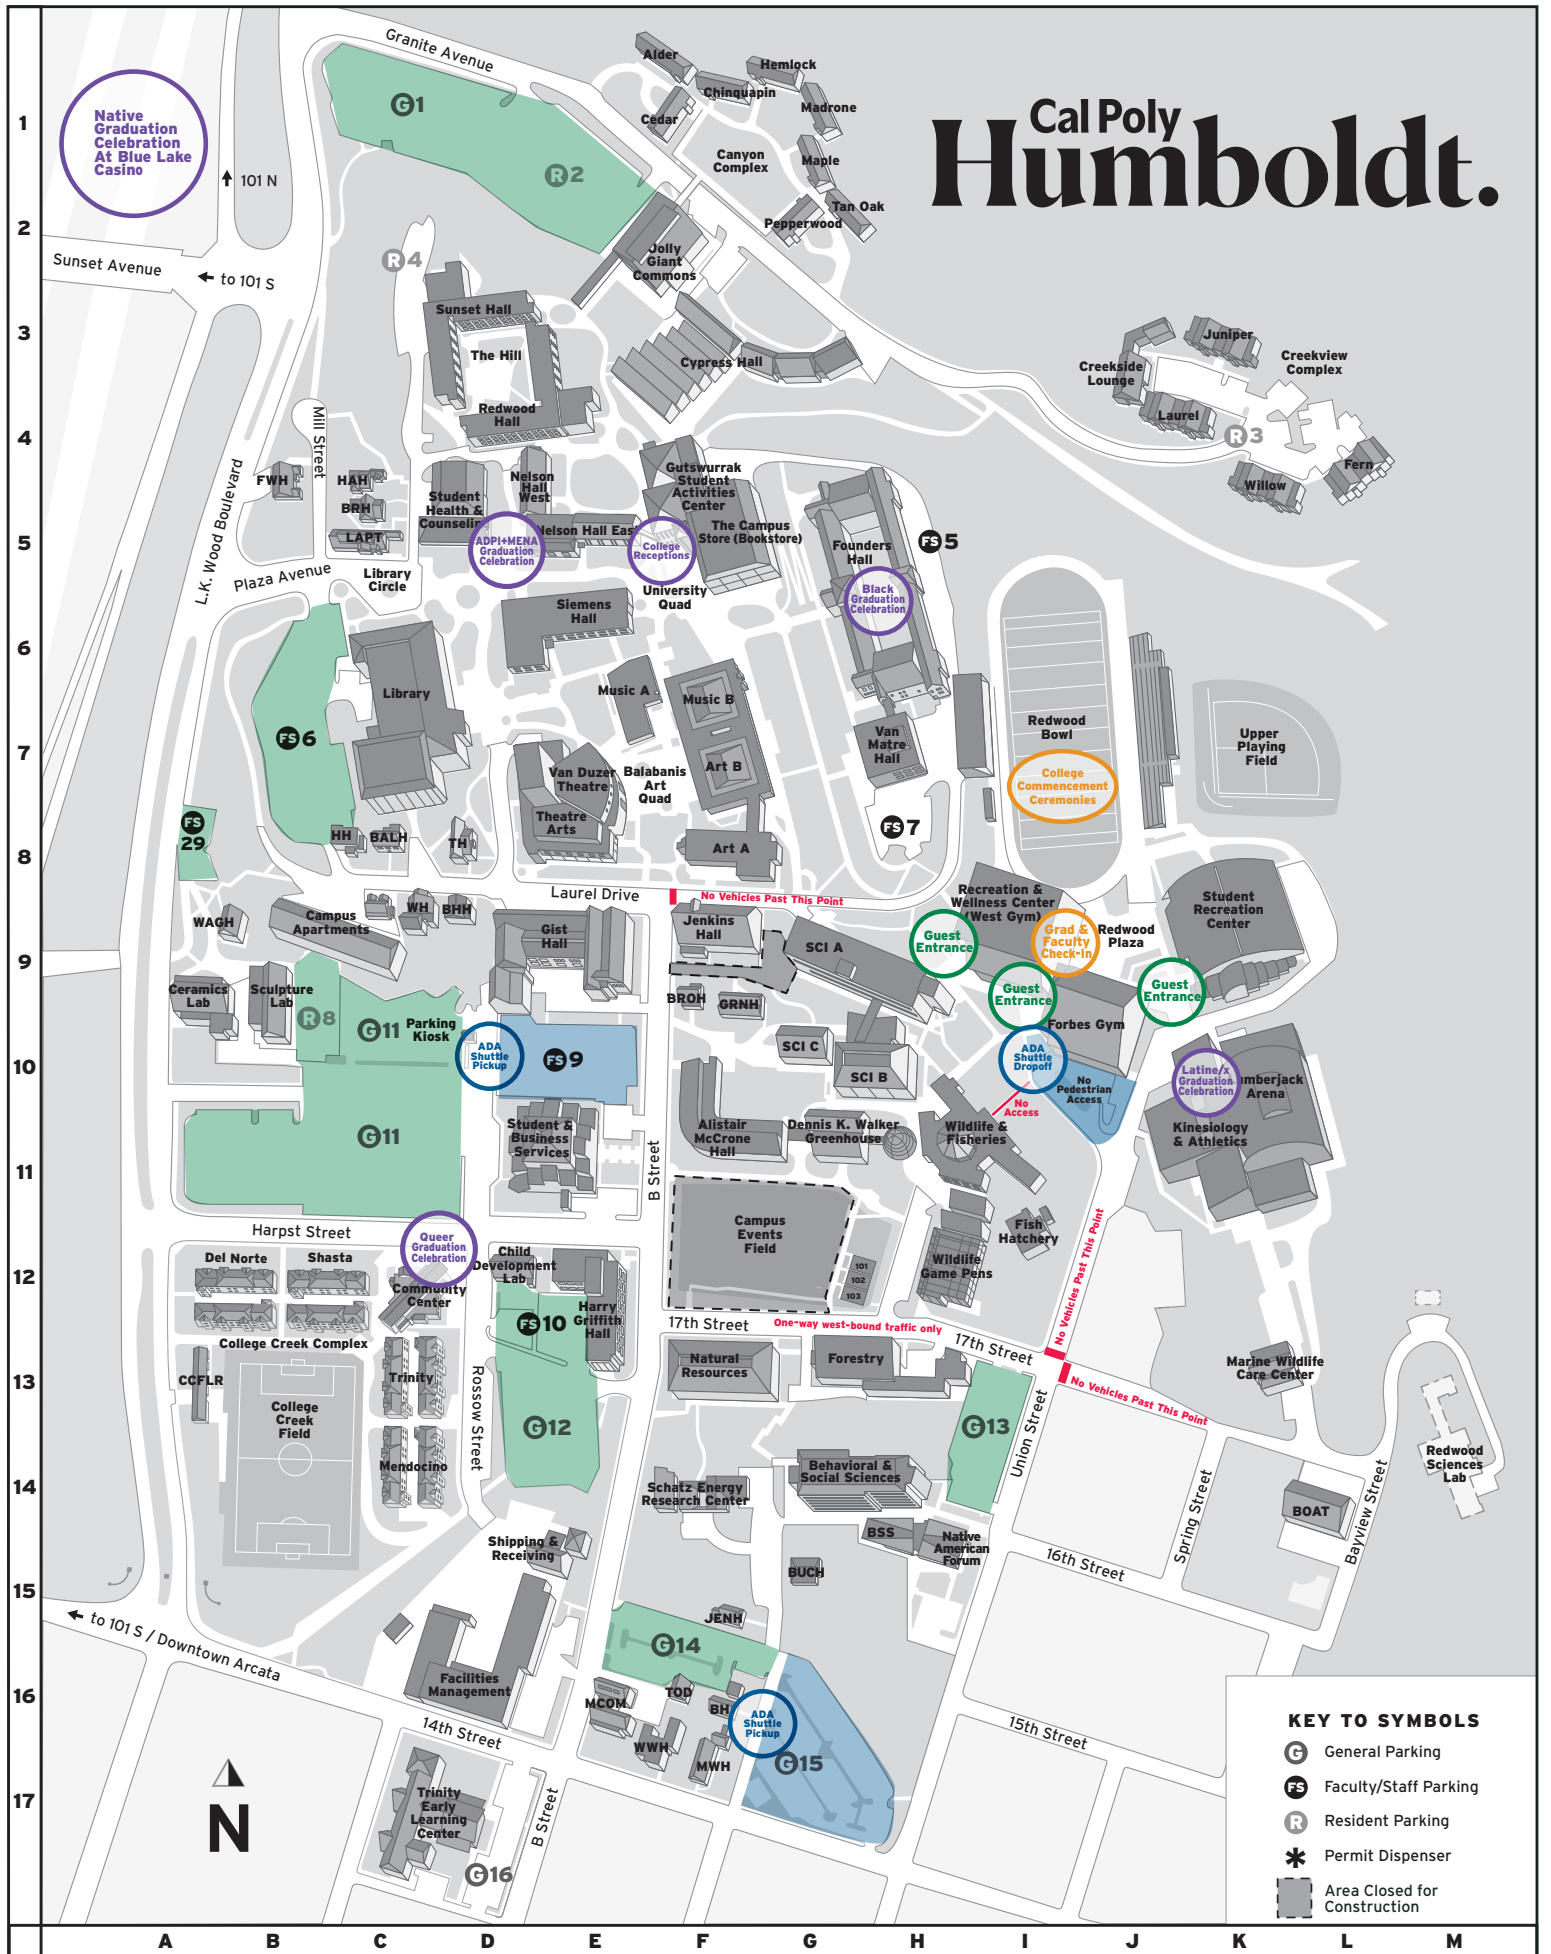 Granite Avenue
Alder
Hemlock
Chinquapin
Madrone
Cedar
Canyon
Complex
Maple
Tan Oak
Pepperwood
Cal Poly
Humboldt.
Native
Graduation
Celebration
At Blue Lake
Casino
101 N
G1
R2
Sunset Avenue
to 101 S
R4
Jolly
Giant
Commons
Sunset Hall
The Hill
Redwood
Hall
Cypress Hall
Juniper
Creekside
Lounge
Creekview
Complex
Laurel
R3
Fern
Willow
Mill Street
L.K. Wood Boulevard
FWH
HAH
BRH
LAPT
Plaza Avenue
Library
Circle
Student
Health &
Counseling
Nelson
Hall
West
Nelson Hall East
ADPI+MENA
Graduation
Celebration
College
Receptions
Gutswurrak
Student
Activities
Center
The Campus
Store (Bookstore)
University
Quad
Founders
Hall
Black
Graduation
Celebration
FS5
Siemens
Hall
Library
Music A
Music B
Art B
Van
Matre
Hall
Redwood
Bowl
College
Commencement
Ceremonies
Upper
Playing
Field
FS6
Van Duzer
Theatre
Theatre
Arts
Balabanis
Art
Quad
FS
29
HH
BALH
TH
Art A
FS7
Laurel Drive
No Vehicles Past This Point
WAGH
Campus
Apartments
WH
BHH
Gist
Hall
Jenkins
Hall
SCI A
Recreation &
Wellness Center
(West Gym)
Guest
Entrance
Grad &
Faculty
Check-In
Redwood
Plaza
Student
Recreation
Center
Guest
Entrance
Guest
Entrance
Forbes Gym
Ceramics
Lab
Sculpture
Lab
R8
G11
Parking
Kiosk
ADA
Shuttle
Pickup
FS9
BROH
GRNH
SCI C
SCI B
ADA
Shuttle
Dropoff
No
Pedestrian
Access
No
Access
Latine/x
Graduation
Celebration
Lumberjack
Arena
Kinesiology
& Athletics
G11
Student &
Business
Services
B Street
Alistair
McCrone
Hall
Dennis K. Walker
Greenhouse
Wildlife &
Fisheries
Harpst Street
Queer
Graduation
Celebration
Campus
Events
Field
101
102
103
Fish
Hatchery
Wildlife
Game Pens
No Vehicles Past This Point
Del Norte
Shasta
Community
Center
Child
Development
Lab
College Creek Complex
FS10
Harry
Griffith
Hall
17th Street
One-way west-bound traffic only
17th Street
CCFLR
College
Creek
Field
Trinity
Rossow Street
G12
Natural
Resources
Forestry
G13
Union Street
No Vehicles Past This Point
Marine Wildlife
Care Center
Redwood
Sciences
Lab
Mendocino
Schatz Energy
Research Center
Behavioral &
Social Sciences
BSS
Native
American
Forum
BOAT
Spring Street
Bayview Street
16th Street
Shipping &
Receiving
BUCH
JENH
G14
to 101 S / Downtown Arcata
Facilities
Management
MCOM
TOD
BH
WWH
MWH
ADA
Shuttle
Pickup
G15
15th Street
14th Street
Trinity
Early
Learning
Center
B Street
G16
N
KEY TO SYMBOLS
G General Parking
FS Faculty/Staff Parking
R Resident Parking
* Permit Dispenser
Area Closed for
Construction
1
2
3
4
5
6
7
8
9
10
11
12
13
14
15
16
17
A B C D E F G H I J K L M